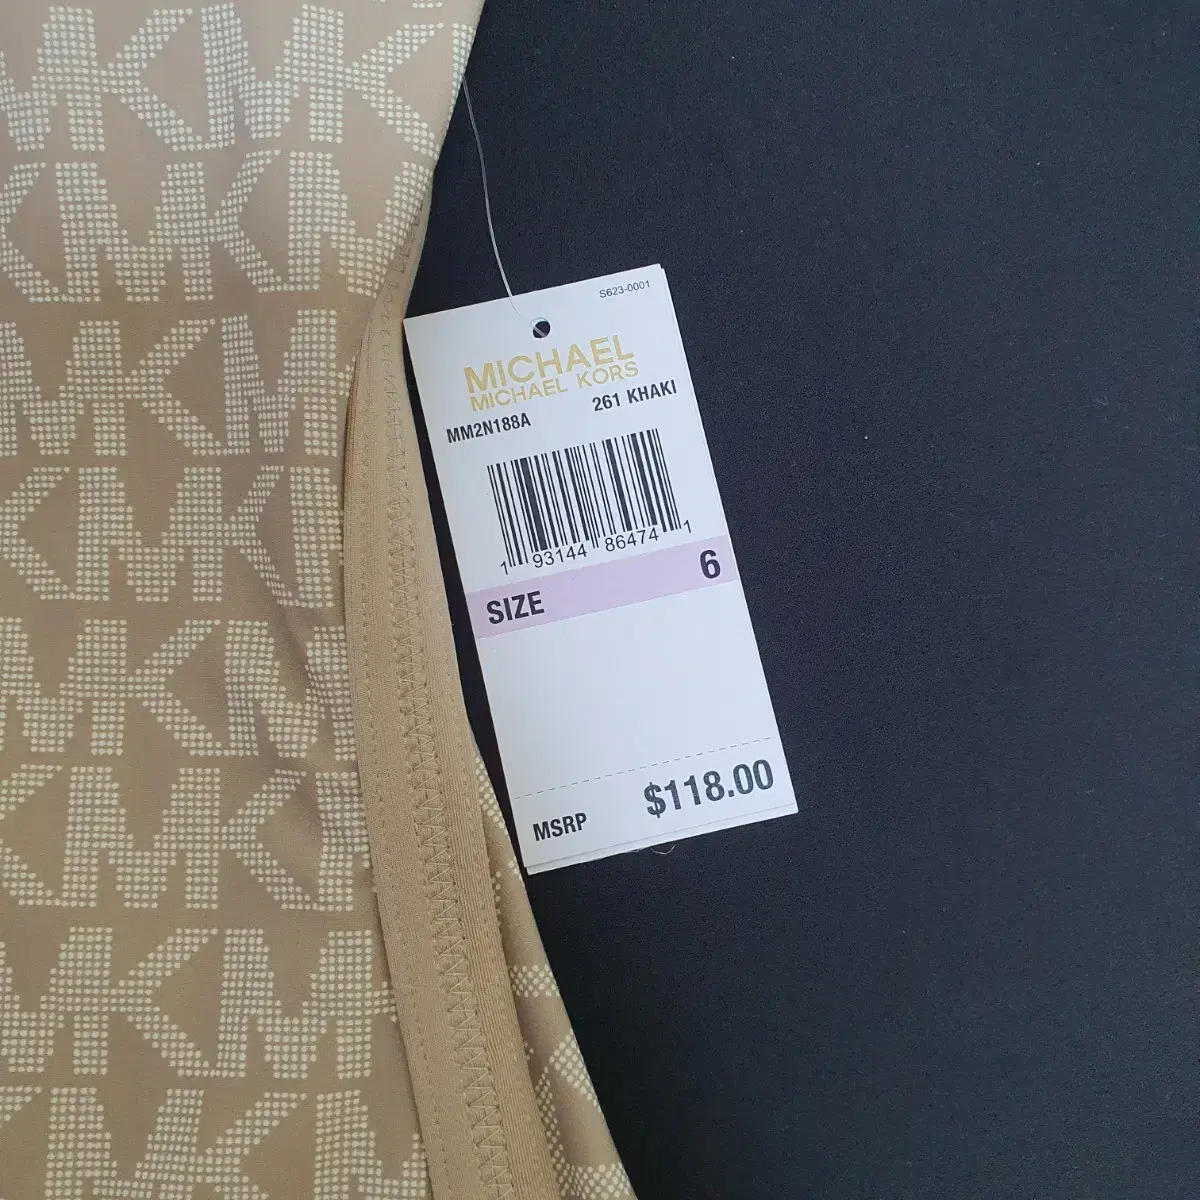 S623-0001
MICHAEL
MICHAEL KORS
MM2N188A 261 KHAKI
1 93144 86474 1
SIZE 6
MSRP $118.00